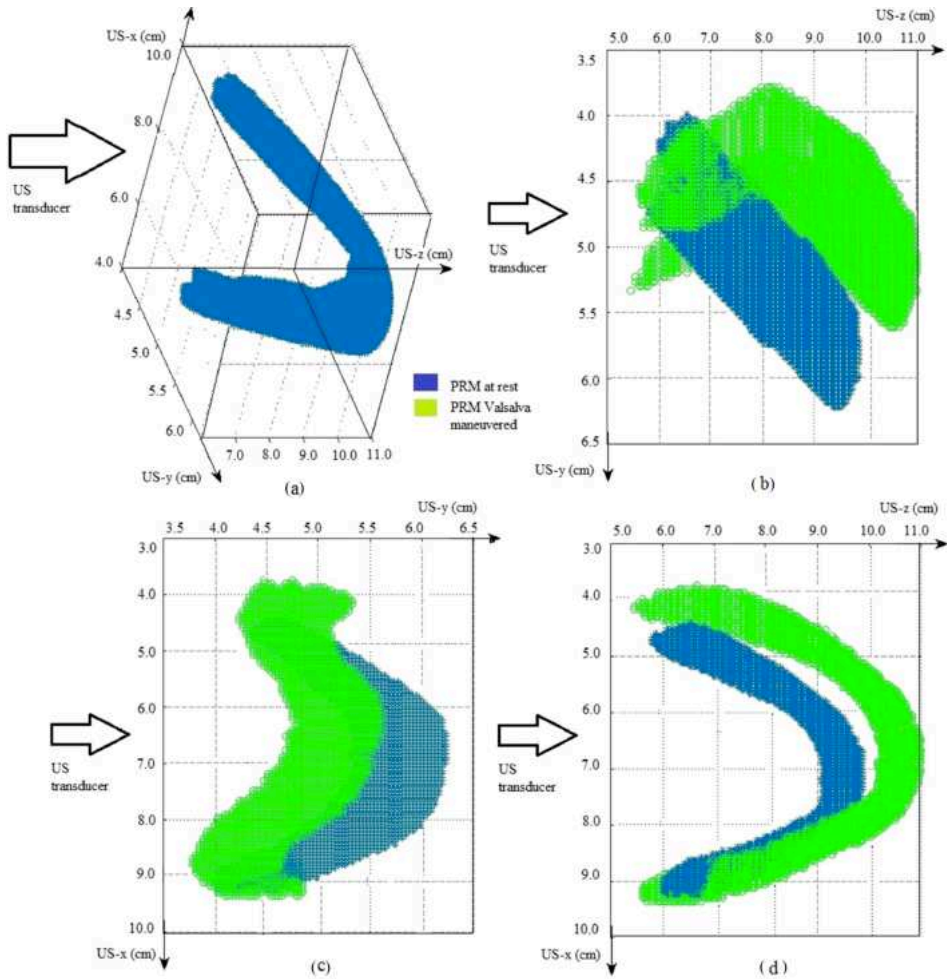 US-x (cm)
10.0
8.0
6.0
4.0
US
transducer
US-z (cm)
4.5
5.0
5.5
6.0
7.0 8.0 9.0 10.0 11.0
US-y (cm)
PRM at rest
PRM Valsalva
maneuvered
(a)
US-z (cm)
5.0 6.0 7.0 8.0 9.0 10.0 11.0
3.5
4.0
4.5
5.0
5.5
6.0
6.5
US
transducer
US-y (cm)
(b)
US-y (cm)
3.5 4.0 4.5 5.0 5.5 6.0 6.5
3.0
4.0
5.0
6.0
7.0
8.0
9.0
10.0
US
transducer
US-x (cm)
(c)
US-z (cm)
5.0 6.0 7.0 8.0 9.0 10.0 11.0
3.0
4.0
5.0
6.0
7.0
8.0
9.0
10.0
US
transducer
US-x (cm)
(d)